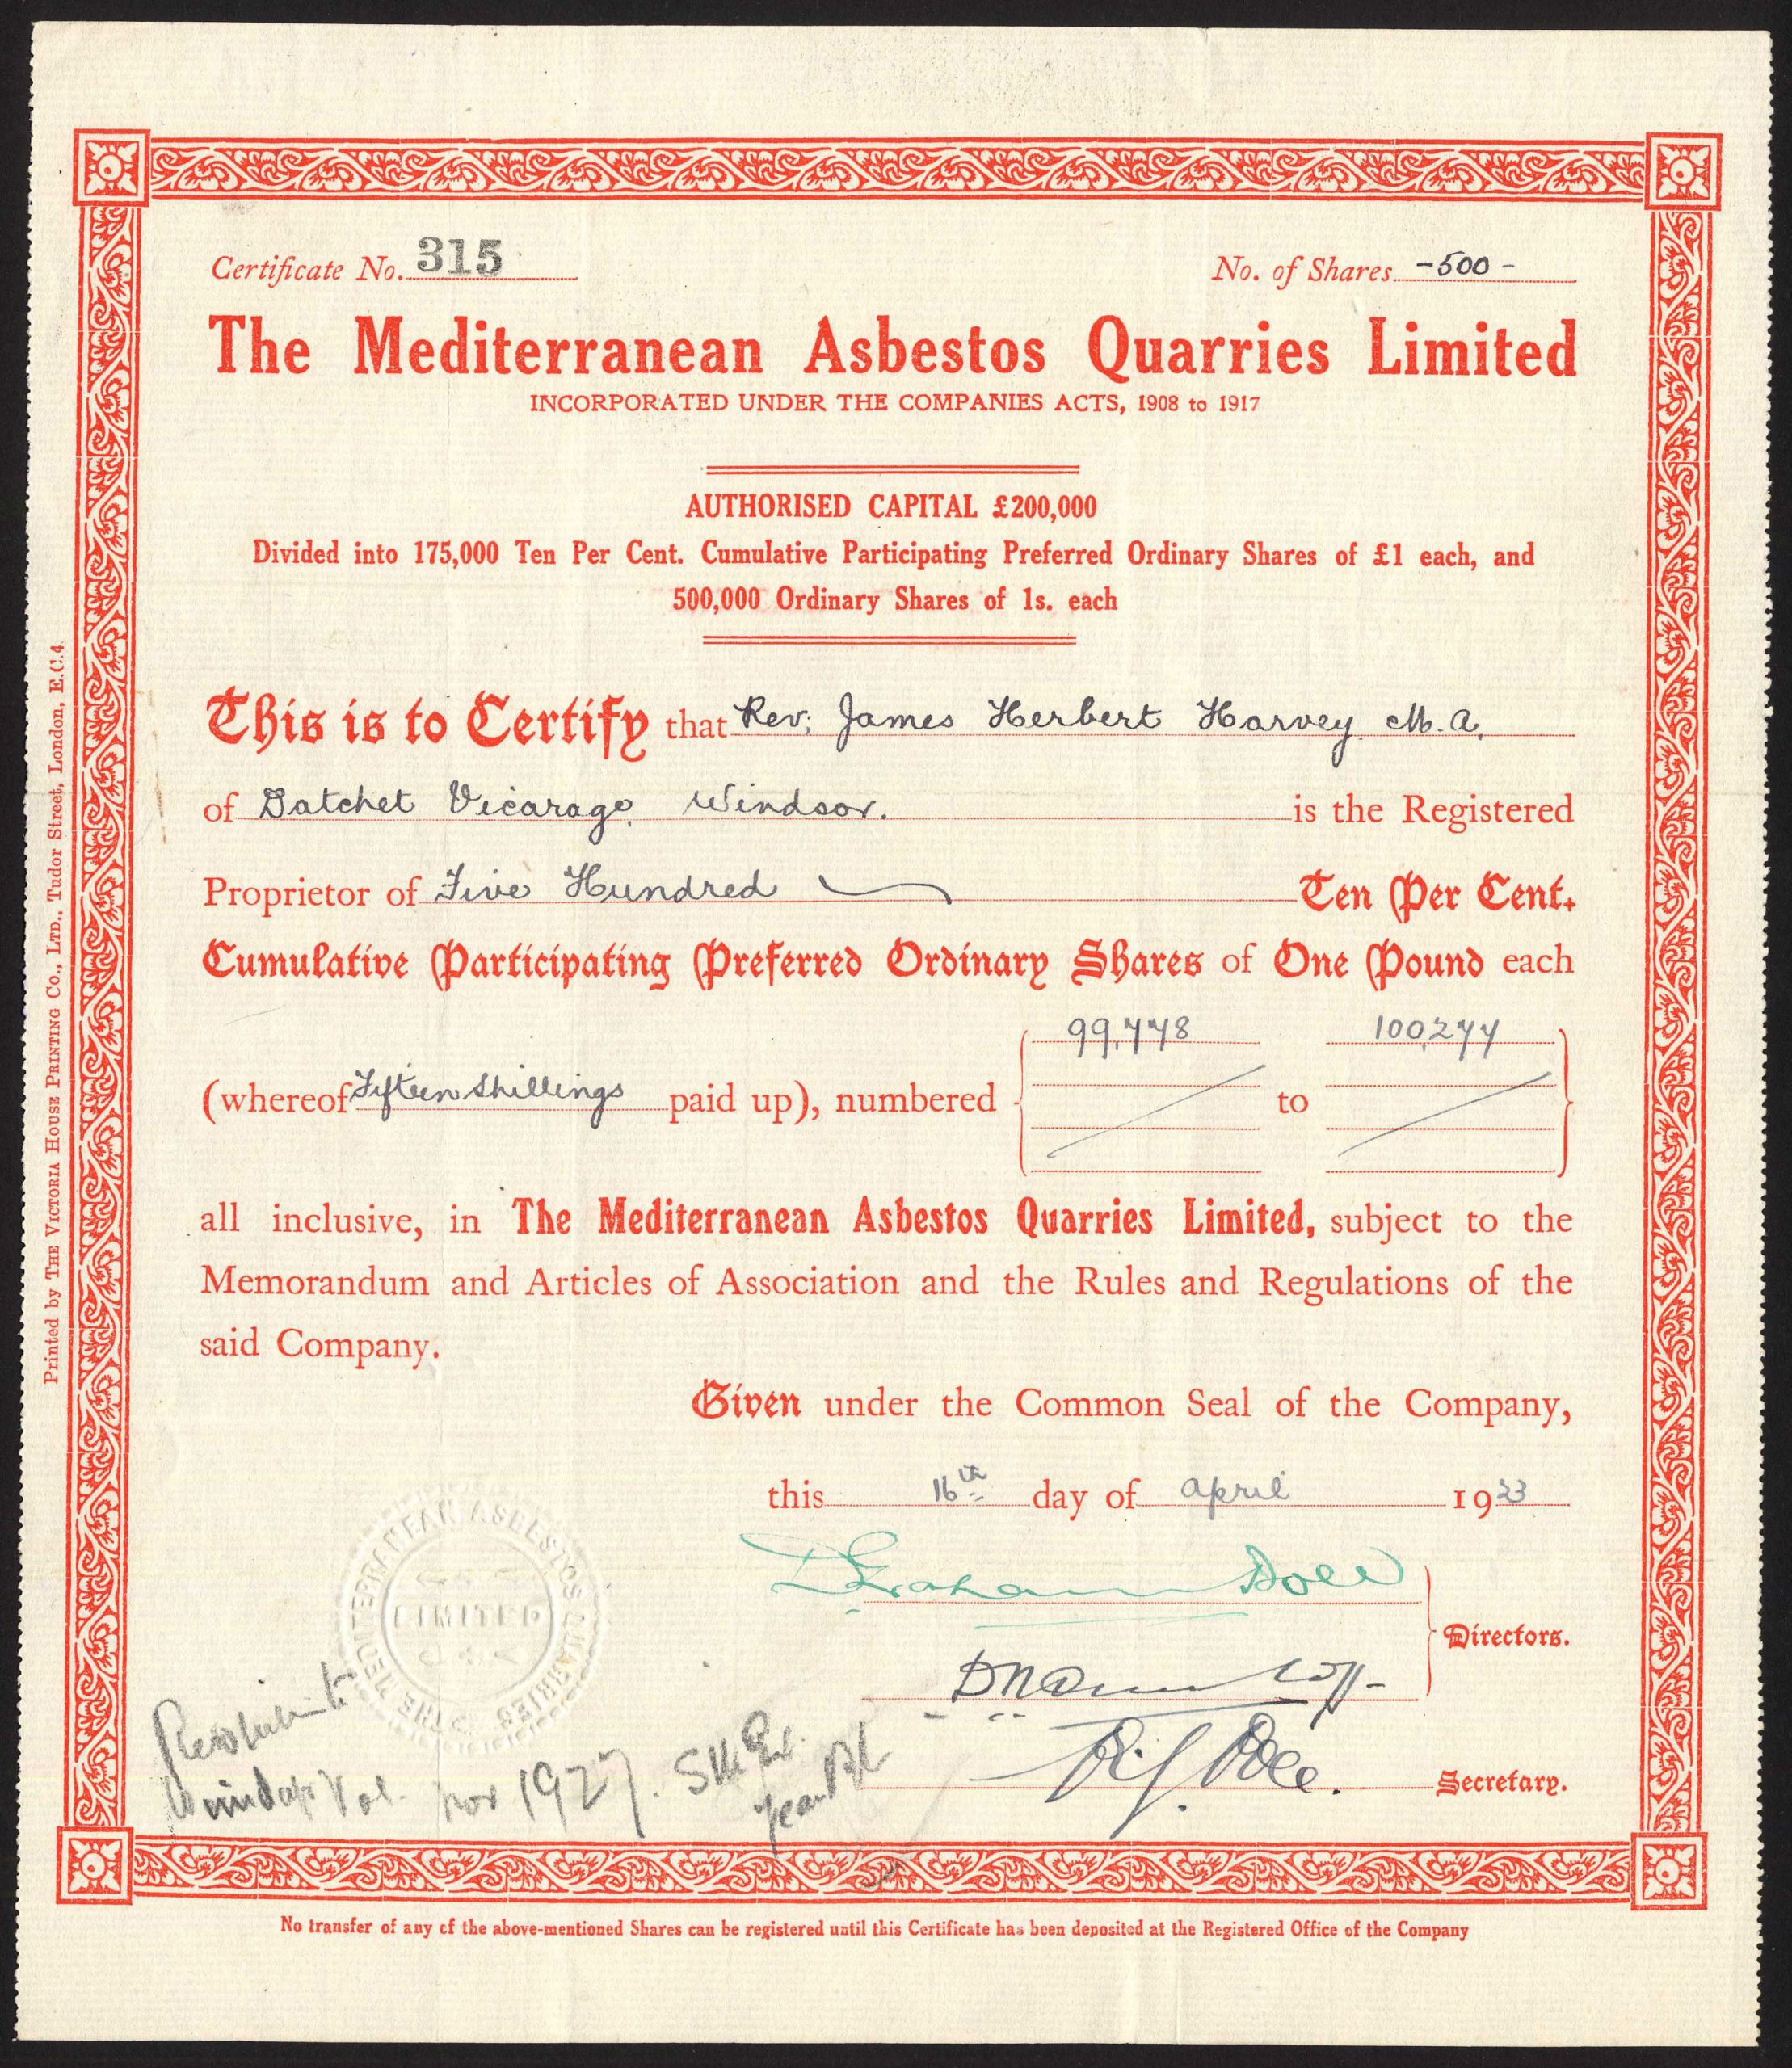 Certificate No. 315
No. of Shares -500-
The Mediterranean Asbestos Quarries Limited
INCORPORATED UNDER THE COMPANIES ACTS, 1908 to 1917
AUTHORISED CAPITAL £200,000
Divided into 175,000 Ten Per Cent. Cumulative Participating Preferred Ordinary Shares of £1 each, and
500,000 Ordinary Shares of 1s. each
This is to Certify that Rev: James Herbert Harvey M.A.
of Datchet Vicarage, Windsor. is the Registered
Proprietor of Five Hundred Ten Per Cent.
Cumulative Participating Preferred Ordinary Shares of One Pound each
99,778 100,277
(whereof Fifteen Shillings paid up), numbered to
all inclusive, in The Mediterranean Asbestos Quarries Limited, subject to the
Memorandum and Articles of Association and the Rules and Regulations of the
said Company.
Given under the Common Seal of the Company,
this 16th day of April 1923
Directors.
Secretary.
THE MEDITERRANEAN ASBESTOS QUARRIES
LIMITED
Vol. Nov 1927.
No transfer of any of the above-mentioned Shares can be registered until this Certificate has been deposited at the Registered Office of the Company
Printed by THE VICTORIA HOUSE PRINTING CO., LTD., Tudor Street, London, E.C.4